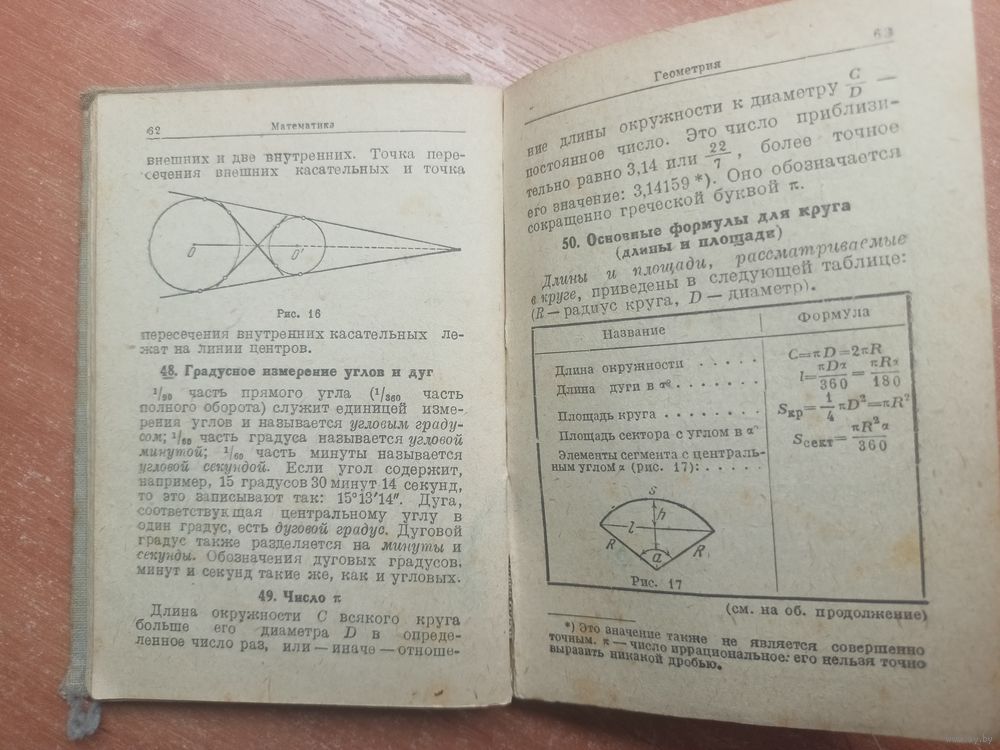 62
Математика
внешних и две внутренних. Точка пере-
сечения внешних касательных и точка
O O'
Рис. 16
пересечения внутренних касательных ле-
жат на линии центров.
48. Градусное измерение углов и дуг
1/90 часть прямого угла (1/360 часть
полного оборота) служит единицей изме-
рения углов и называется угловым граду-
сом; 1/60 часть градуса называется угловой
минутой; 1/60 часть минуты называется
угловой секундой. Если угол содержит,
например, 15 градусов 30 минут 14 секунд,
то это записывают так: 15°13′14″. Дуга,
соответствующая центральному углу в
один градус, есть дуговой градус. Дуговой
градус также разделяется на минуты и
секунды. Обозначения дуговых градусов.
минут и секунд такие же, как и угловых.
49. Число π
Длина окружности C всякого круга
больше его диаметра D в опреде-
ленное число раз, или — иначе — отноше-
Геометрия
63
ние длины окружности к диаметру C/D —
постоянное число. Это число приблизи-
тельно равно 3,14 или 22/7, более точное
его значение: 3,14159 *). Оно обозначается
сокращенно греческой буквой π.
50. Основные формулы для круга
(длины и площади)
Длины и площади, рассматриваемые
в круге, приведены в следующей таблице:
(R — радиус круга, D — диаметр).
Название
Формула
Длина окружности . . . . .
C=πD=2πR
Длина дуги в α° . . . . . .
l=πDα/360=πRα/180
Площадь круга . . . . . . . .
Sкр=1/4 πD²=πR²
Площадь сектора с углом в α°
Sсект=πR²α/360
Элементы сегмента с централь-
ным углом α (рис. 17): . . . . .
S
h
l
R α R
Рис. 17
(см. на об. продолжение)
*) Это значение также не является совершенно
точным. π — число иррациональное: его нельзя точно
выразить никакой дробью.
www.ay.by